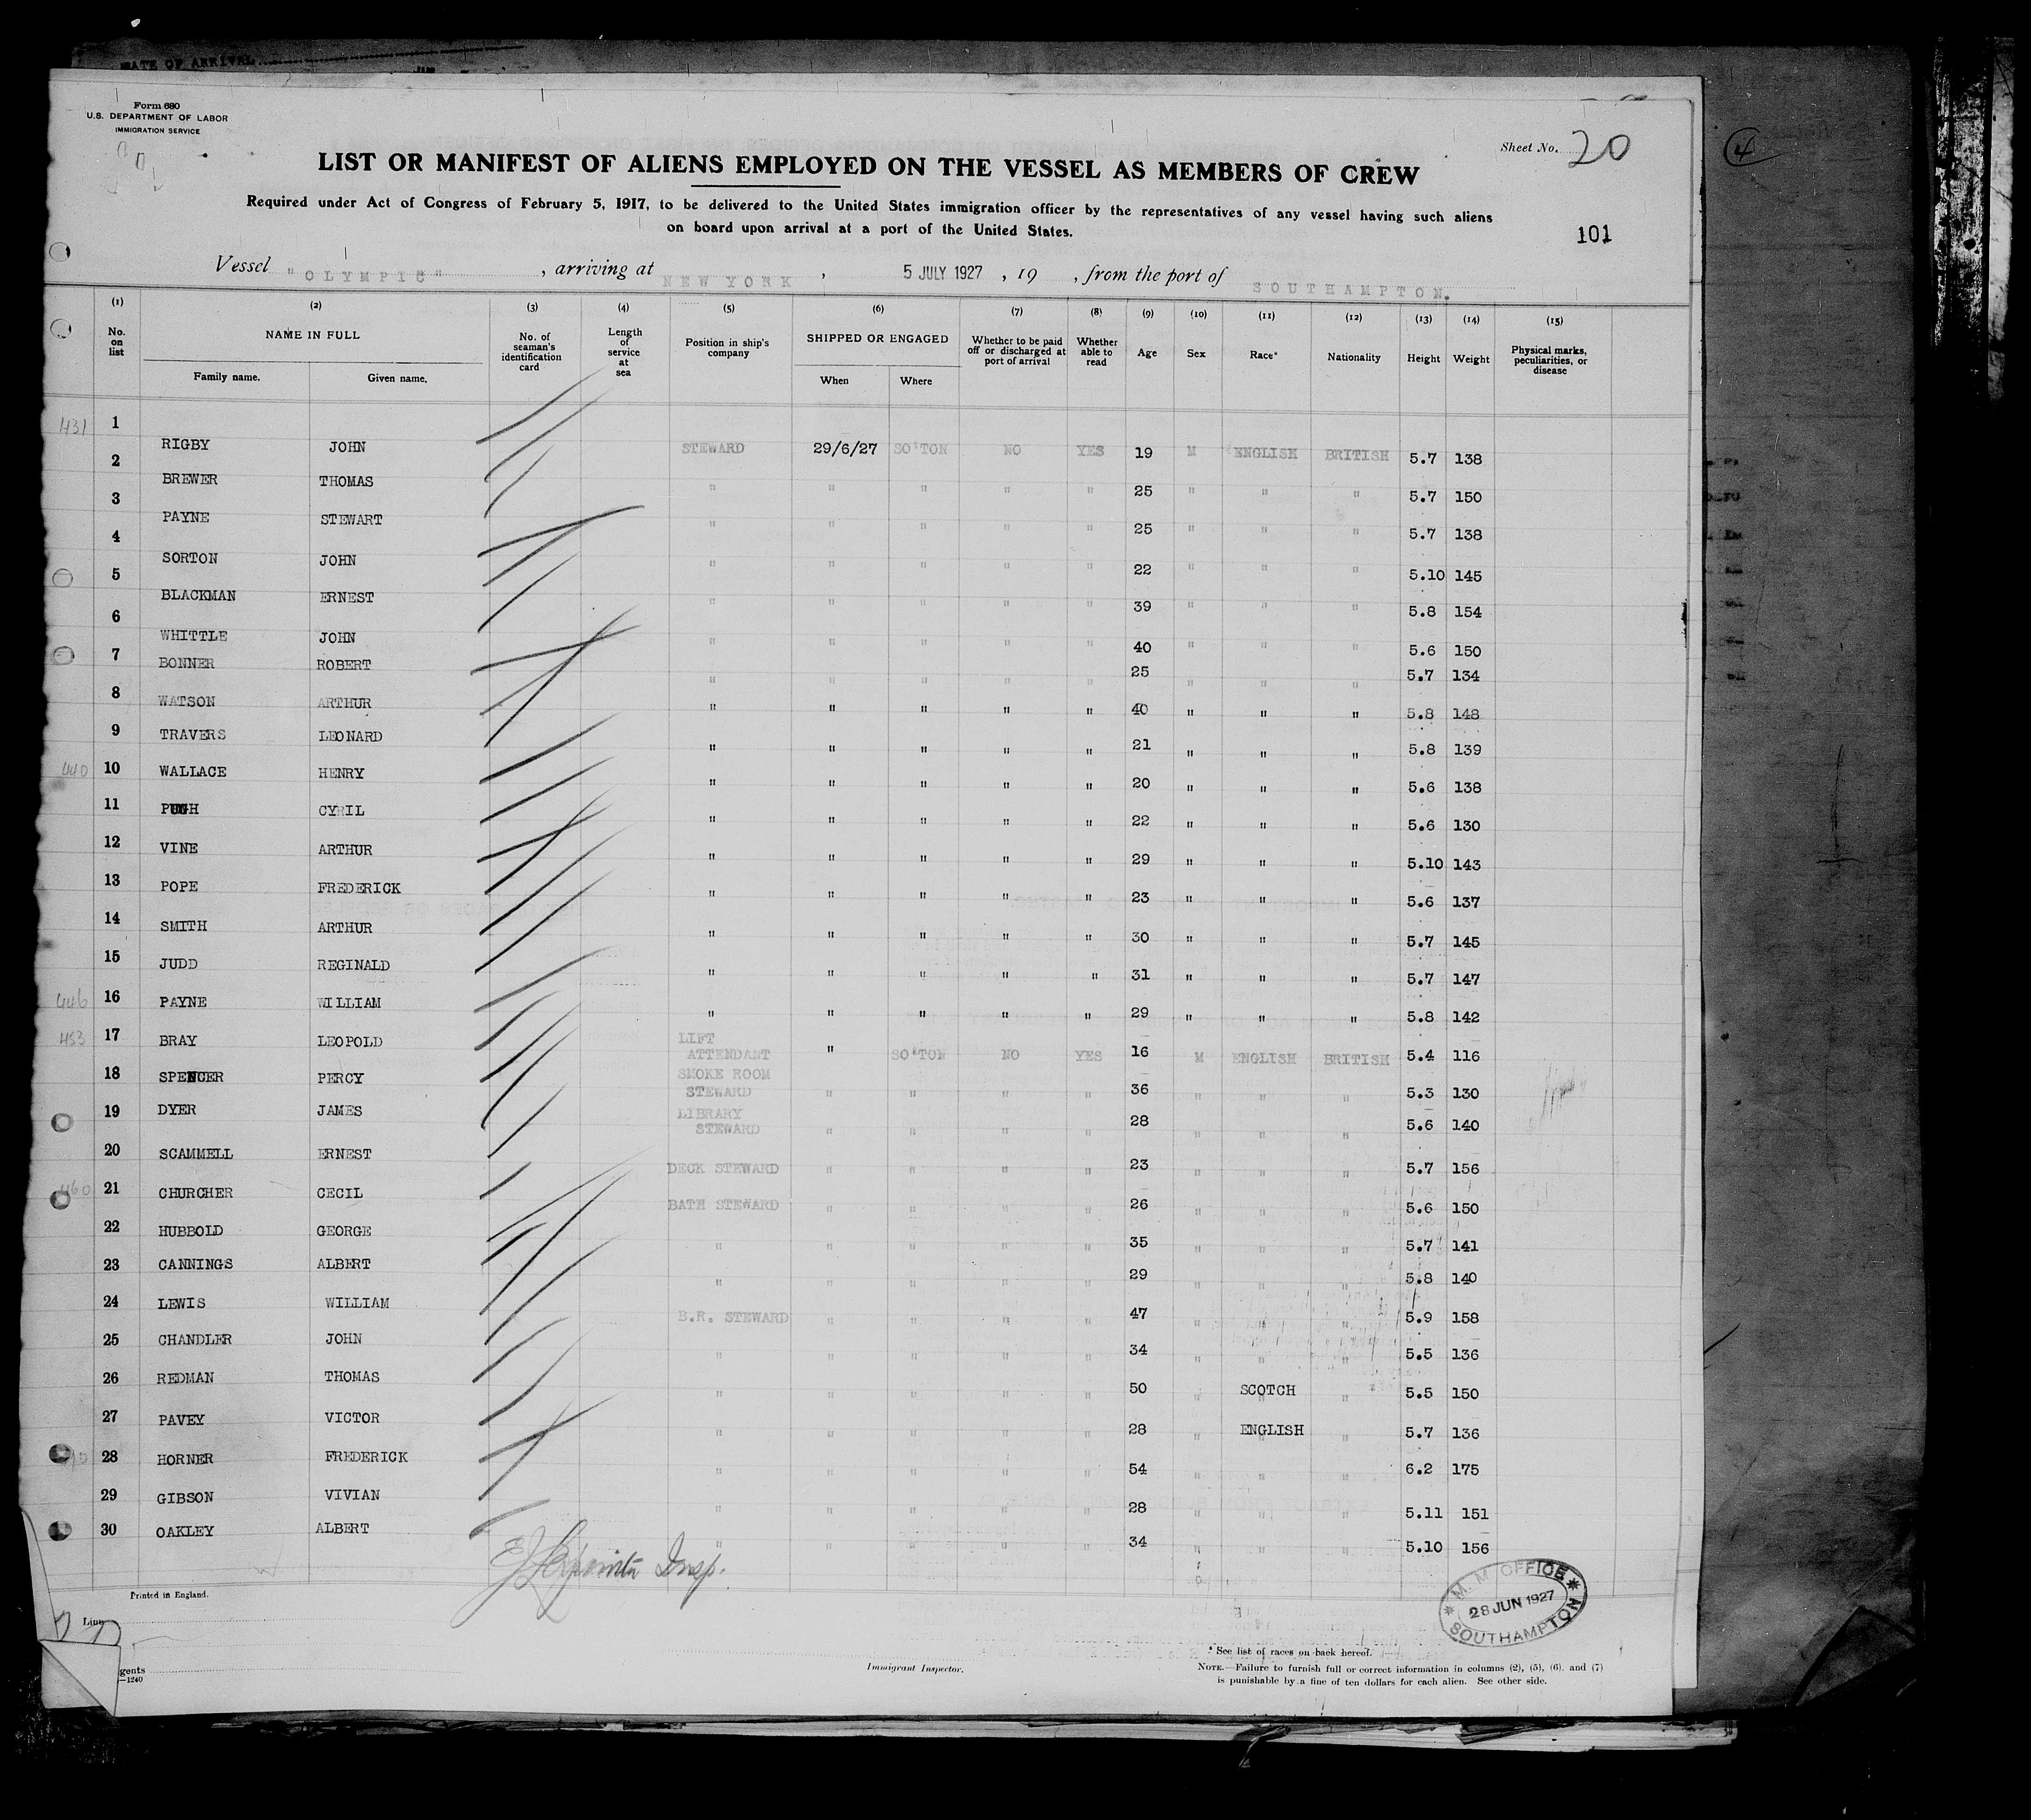 DATE OF ARRIVAL
Form 680
U.S. DEPARTMENT OF LABOR
IMMIGRATION SERVICE
Sheet No. 20
4
LIST OR MANIFEST OF ALIENS EMPLOYED ON THE VESSEL AS MEMBERS OF CREW
Required under Act of Congress of February 5, 1917, to be delivered to the United States immigration officer by the representatives of any vessel having such aliens
on board upon arrival at a port of the United States.
101
Vessel "OLYMPIC", arriving at NEW YORK, 5 JULY 1927, 19 , from the port of SOUTHAMPTON.
(1) (2) (3) (4) (5) (6) (7) (8) (9) (10) (11) (12) (13) (14) (15)
No. on list NAME IN FULL No. of seaman's identification card Length of service at sea Position in ship's company SHIPPED OR ENGAGED Whether to be paid off or discharged at port of arrival Whether able to read Age Sex Race* Nationality Height Weight Physical marks, peculiarities, or disease
Family name. Given name. When Where
431 1 RIGBY JOHN STEWARD 29/6/27 SO'TON NO YES 19 M ENGLISH BRITISH 5.7 138
2 BREWER THOMAS " " " " " 25 " " " 5.7 150
3 PAYNE STEWART " " " " " 25 " " " 5.7 138
4 SORTON JOHN " " " " " 22 " " " 5.10 145
5 BLACKMAN ERNEST " " " " " 39 " " " 5.8 154
6 WHITTLE JOHN " " " " " 40 " " " 5.6 150
7 BONNER ROBERT " " " " " 25 " " " 5.7 134
8 WATSON ARTHUR " " " " " 40 " " " 5.8 148
9 TRAVERS LEONARD " " " " " 21 " " " 5.8 139
440 10 WALLACE HENRY " " " " " 20 " " " 5.6 138
11 PUGH CYRIL " " " " " 22 " " " 5.6 130
12 VINE ARTHUR " " " " " 29 " " " 5.10 143
13 POPE FREDERICK " " " " " 23 " " " 5.6 137
14 SMITH ARTHUR " " " " " 30 " " " 5.7 145
15 JUDD REGINALD " " " " " 31 " " " 5.7 147
446 16 PAYNE WILLIAM " " " " " 29 " " " 5.8 142
453 17 BRAY LEOPOLD LIFT ATTENDANT " SO'TON NO YES 16 M ENGLISH BRITISH 5.4 116
18 SPENCER PERCY SMOKE ROOM STEWARD " " " " 36 " " " 5.3 130
19 DYER JAMES LIBRARY STEWARD " " " " 28 " " " 5.6 140
20 SCAMMELL ERNEST DECK STEWARD " " " " 23 " " " 5.7 156
460 21 CHURCHER CECIL BATH STEWARD " " " " 26 " " " 5.6 150
22 HUBBOLD GEORGE " " " " " 35 " " " 5.7 141
23 CANNINGS ALBERT " " " " " 29 " " " 5.8 140
24 LEWIS WILLIAM B.R. STEWARD " " " " 47 " " " 5.9 158
25 CHANDLER JOHN " " " " " 34 " " " 5.5 136
26 REDMAN THOMAS " " " " " 50 " SCOTCH " 5.5 150
27 PAVEY VICTOR " " " " " 28 " ENGLISH " 5.7 136
28 HORNER FREDERICK " " " " " 54 " " " 6.2 175
29 GIBSON VIVIAN " " " " " 28 " " " 5.11 151
30 OAKLEY ALBERT " " " " " 34 " " " 5.10 156
Insp.
Printed in England.
M.M. OFFICE
28 JUN 1927
SOUTHAMPTON
Line
gents
—1240
Immigrant Inspector.
* See list of races on back hereof.
NOTE.—Failure to furnish full or correct information in columns (2), (5), (6), and (7)
is punishable by a fine of ten dollars for each alien. See other side.